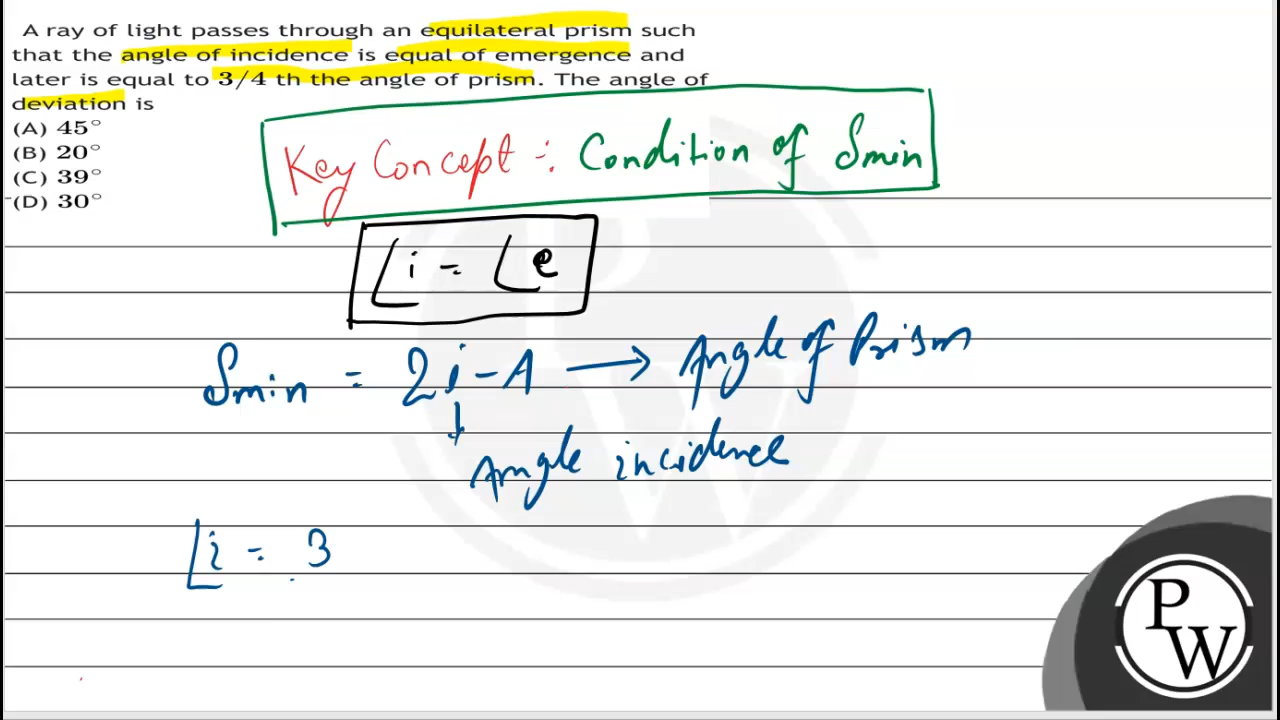 A ray of light passes through an equilateral prism such
that the angle of incidence is equal of emergence and
later is equal to 3/4 th the angle of prism. The angle of
deviation is
(A) 45°
(B) 20°
(C) 39°
(D) 30°
Key Concept :- Condition of δmin
∠i = ∠e
δmin = 2i - A → Angle of Prism
↓
Angle incidence
∠i = 3
P
W